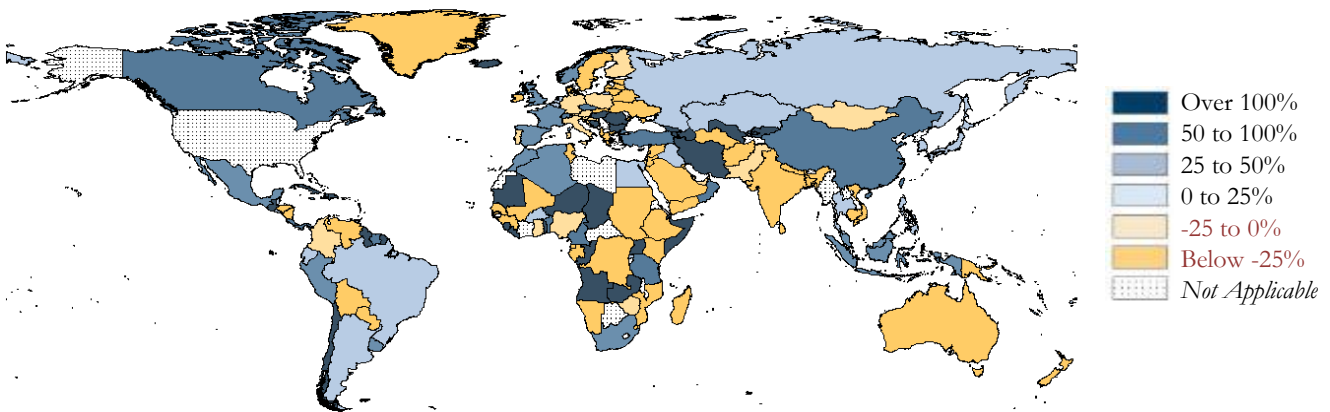 Over 100%
50 to 100%
25 to 50%
0 to 25%
-25 to 0%
Below -25%
Not Applicable